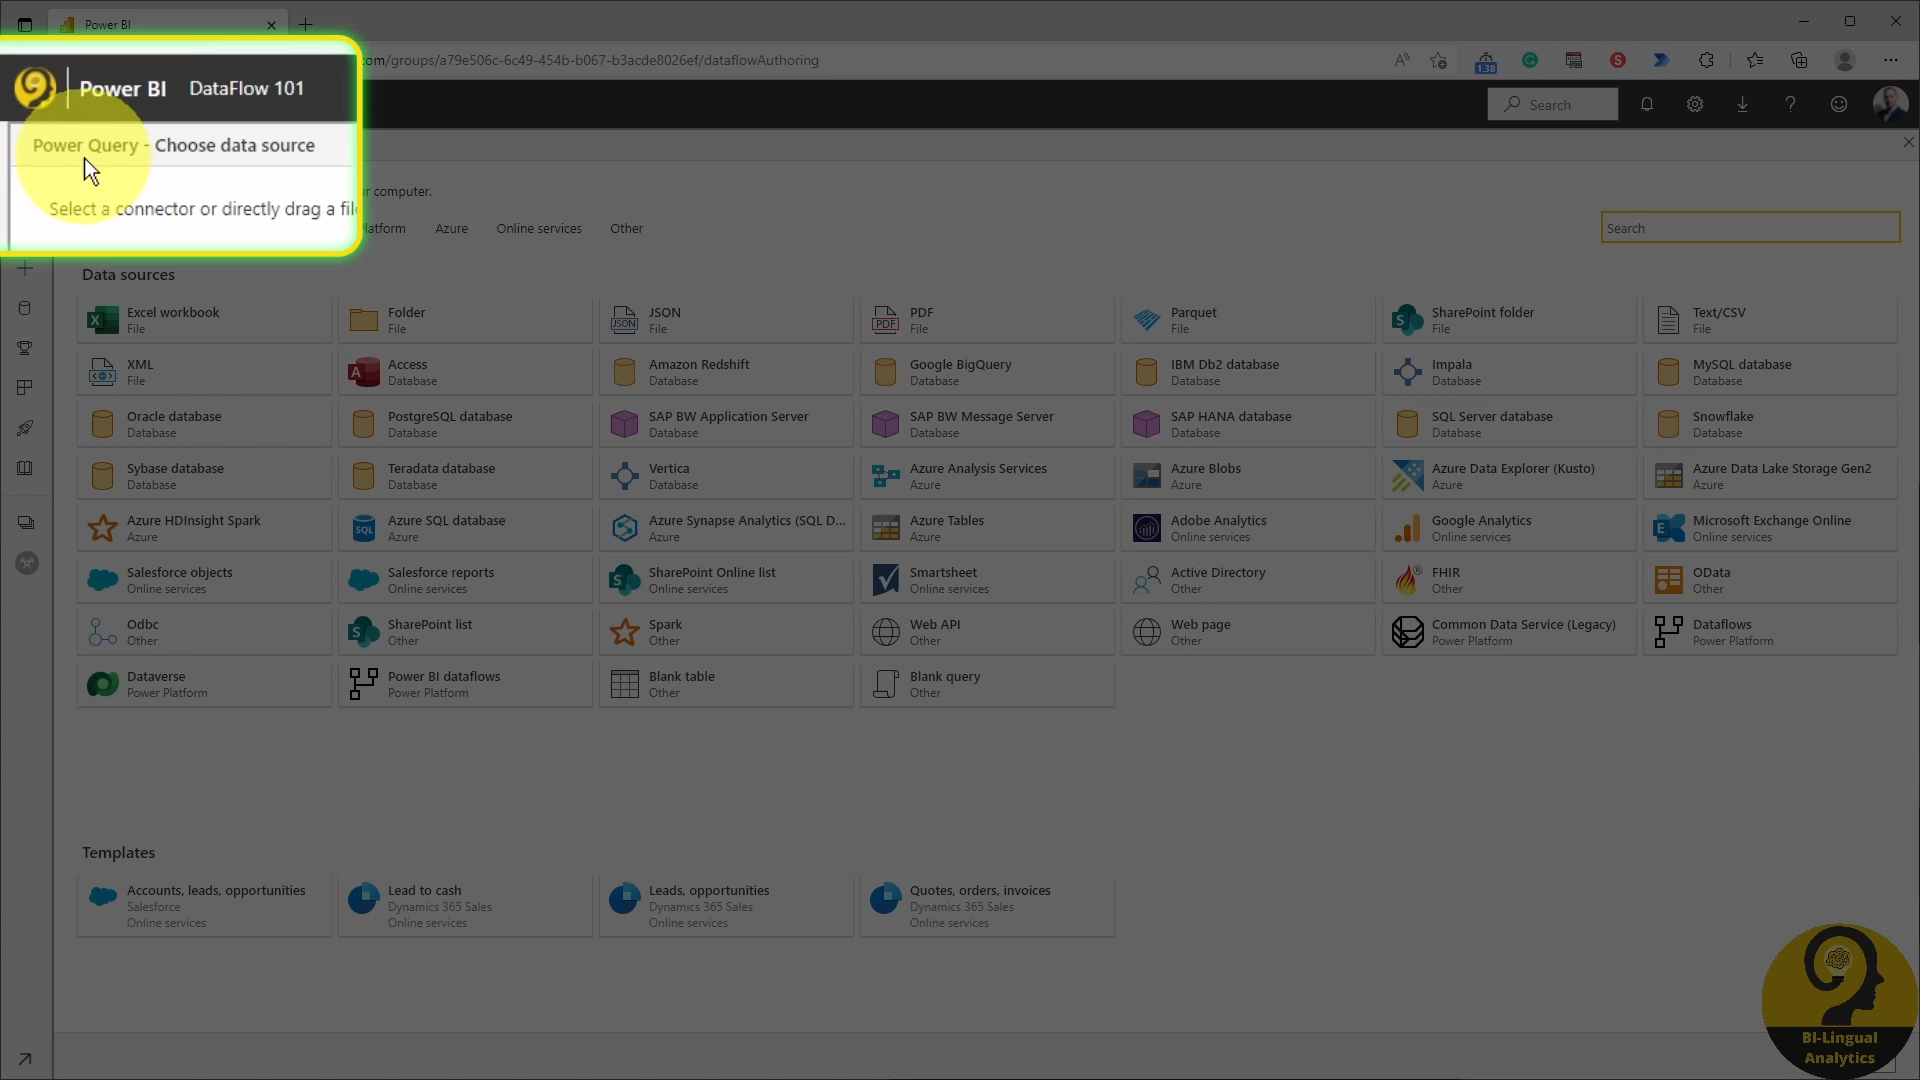 Power BI
com/groups/a79e506c-6c49-454b-b067-b3acde8026ef/dataflowAuthoring
1.38
Power BI DataFlow 101
Search
Power Query - Choose data source
Select a connector or directly drag a file
ur computer.
latform Azure Online services Other
Search
Data sources
Excel workbook
File
Folder
File
JSON
JSON
File
PDF
PDF
File
Parquet
File
SharePoint folder
File
Text/CSV
File
XML
File
Access
Database
Amazon Redshift
Database
Google BigQuery
Database
IBM Db2 database
Database
Impala
Database
MySQL database
Database
Oracle database
Database
PostgreSQL database
Database
SAP BW Application Server
Database
SAP BW Message Server
Database
SAP HANA database
Database
SQL Server database
Database
Snowflake
Database
Sybase database
Database
Teradata database
Database
Vertica
Database
Azure Analysis Services
Azure
Azure Blobs
Azure
Azure Data Explorer (Kusto)
Azure
Azure Data Lake Storage Gen2
Azure
Azure HDInsight Spark
Azure
SQL
Azure SQL database
Azure
Azure Synapse Analytics (SQL D...
Azure
Azure Tables
Azure
Adobe Analytics
Online services
Google Analytics
Online services
Microsoft Exchange Online
Online services
Salesforce objects
Online services
Salesforce reports
Online services
SharePoint Online list
Online services
Smartsheet
Online services
Active Directory
Other
FHIR
Other
OData
Other
Odbc
Other
SharePoint list
Other
Spark
Other
Web API
Other
Web page
Other
Common Data Service (Legacy)
Power Platform
Dataflows
Power Platform
Dataverse
Power Platform
Power BI dataflows
Power Platform
Blank table
Other
Blank query
Other
Templates
Accounts, leads, opportunities
Salesforce
Online services
Lead to cash
Dynamics 365 Sales
Online services
Leads, opportunities
Dynamics 365 Sales
Online services
Quotes, orders, invoices
Dynamics 365 Sales
Online services
BI-Lingual
Analytics